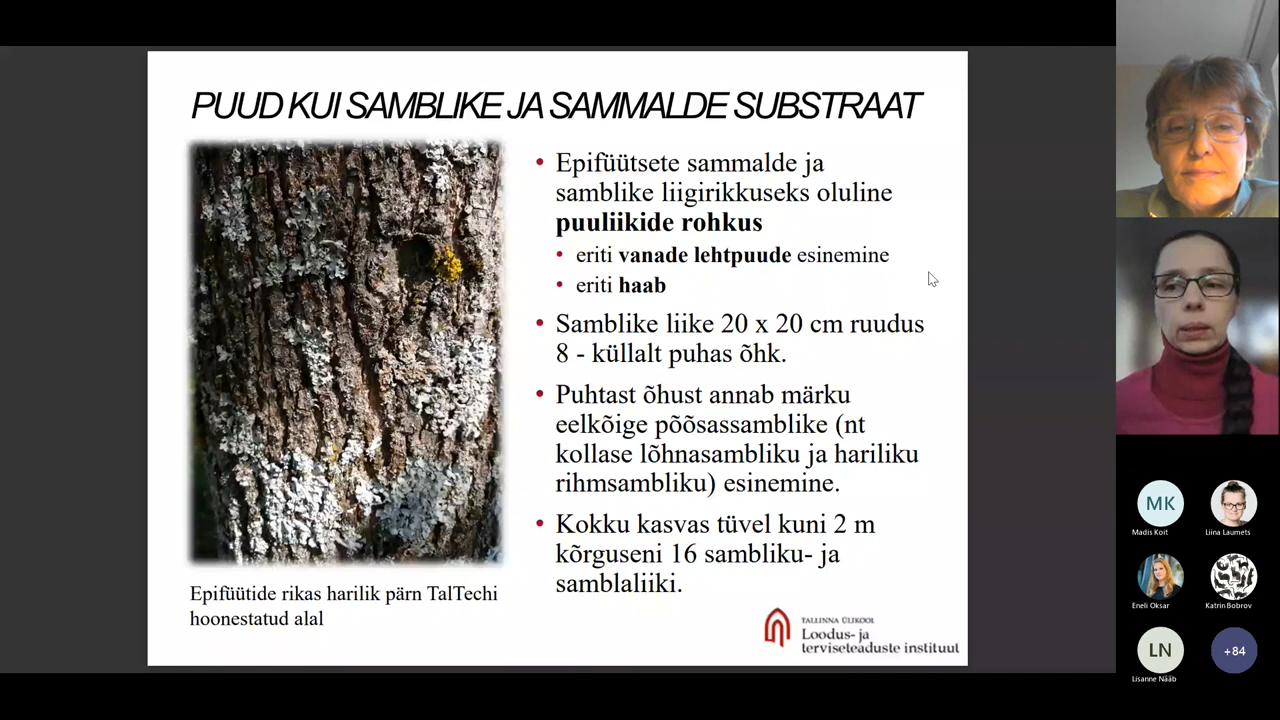 PUUD KUI SAMBLIKE JA SAMMALDE SUBSTRAAT
• Epifüütsete sammalde ja
samblike liigirikkuseks oluline
puuliikide rohkus
• eriti vanade lehtpuude esinemine
• eriti haab
• Samblike liike 20 x 20 cm ruudus
8 - küllalt puhas õhk.
• Puhtast õhust annab märku
eelkõige põõsassamblike (nt
kollase lõhnasambliku ja hariliku
rihmsambliku) esinemine.
• Kokku kasvas tüvel kuni 2 m
kõrguseni 16 sambliku- ja
samblaliiki.
Epifüütide rikas harilik pärn TalTechi
hoonestatud alal
TALLINNA ÜLIKOOL
Loodus- ja
terviseteaduste instituut
MK
Madis Koit
Liina Laumets
Eneli Oksar
Katrin Bobrov
LN
Lisanne Nääb
+84